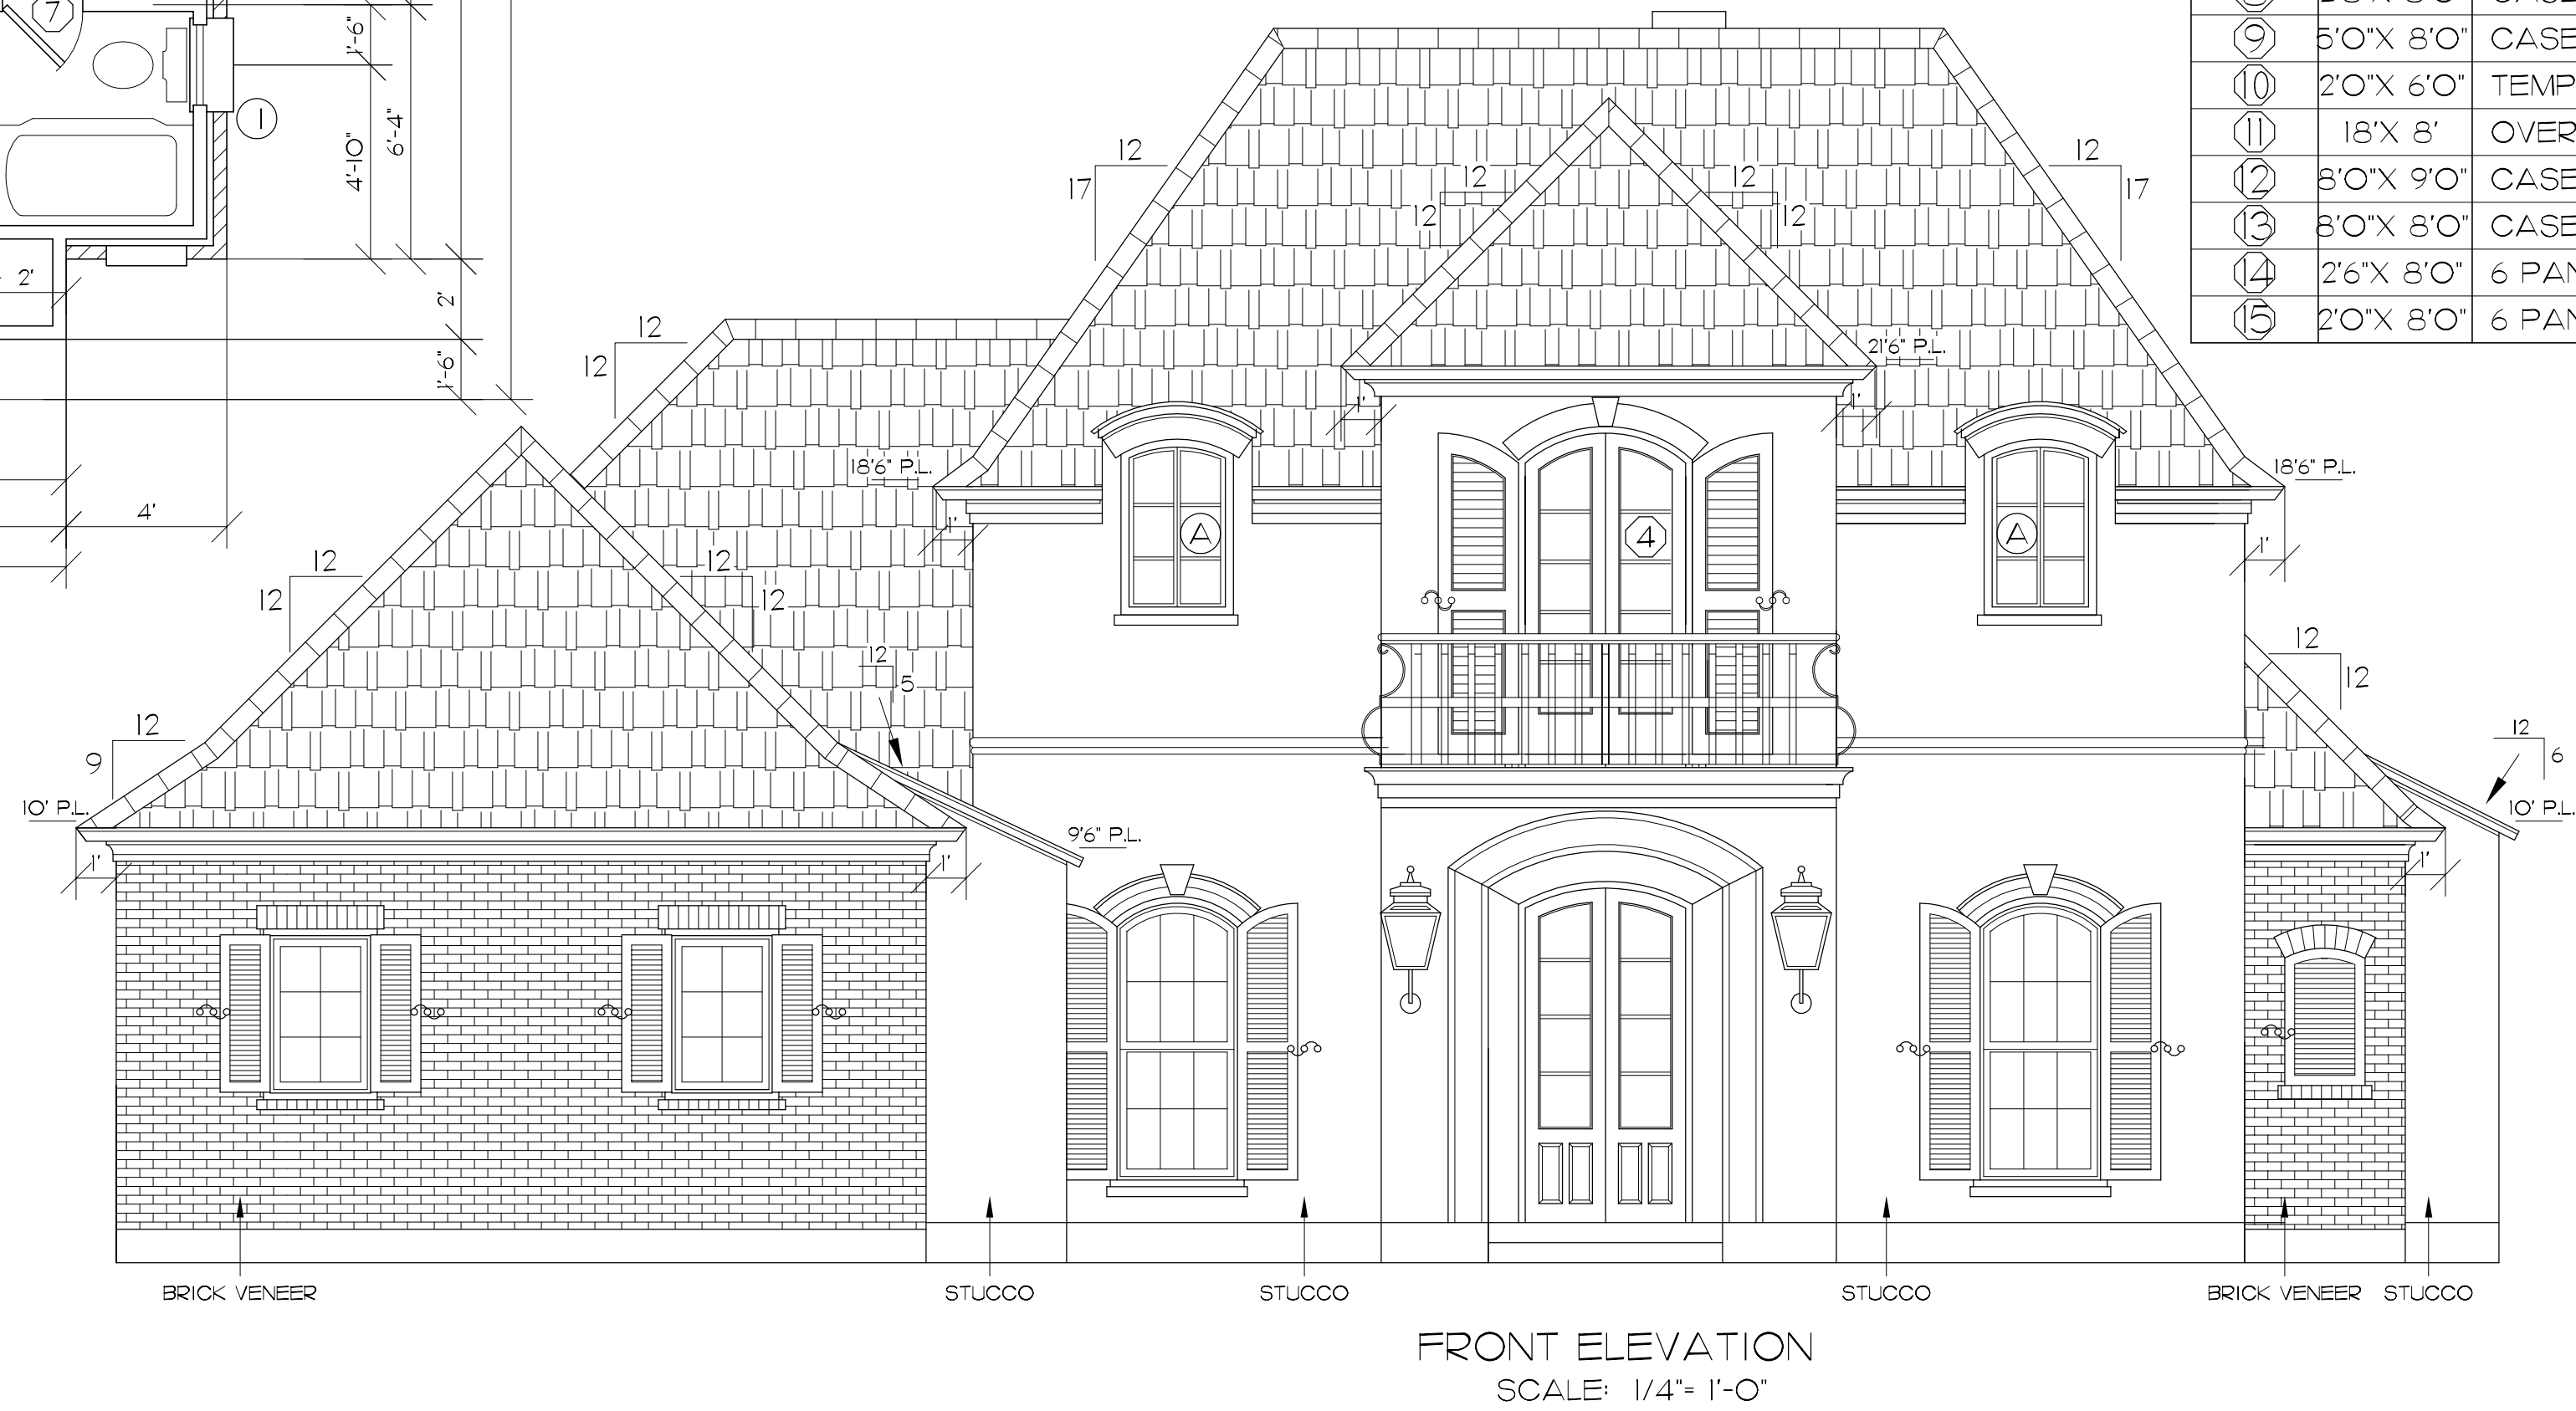 7
1'-6"
1
4'-10"
6'-4"
2'
2'
1'-6"
4'
9 5'0"X 8'0" CASE
10 2'0"X 6'0" TEMP
11 18'X 8' OVER
12 8'0"X 9'0" CASE
13 8'0"X 8'0" CASE
14 2'6"X 8'0" 6 PAN
15 2'0"X 8'0" 6 PAN
12
17
12
12
12
12
12
17
12
12
21'6" P.L.
1'
1'
18'6" P.L.
18'6" P.L.
1'
1'
A
4
A
12
12
12
12
12
5
12
12
12
9
12
6
10' P.L.
10' P.L.
9'6" P.L.
1'
1'
1'
BRICK VENEER
STUCCO
STUCCO
STUCCO
BRICK VENEER
STUCCO
FRONT ELEVATION
SCALE: 1/4"= 1'-0"